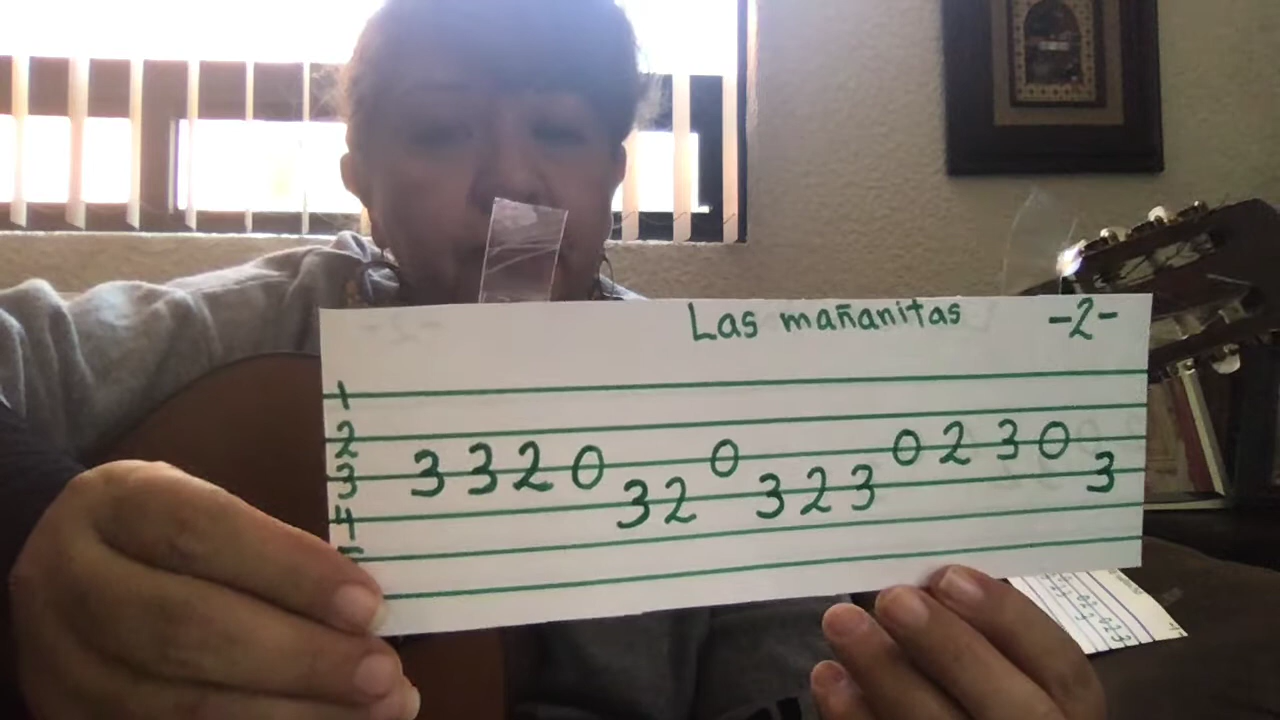 Las mañanitas -2-
1
2
3 3 3 2 0 0 0 2 3 0
4 3 2 3 2 3 3
5